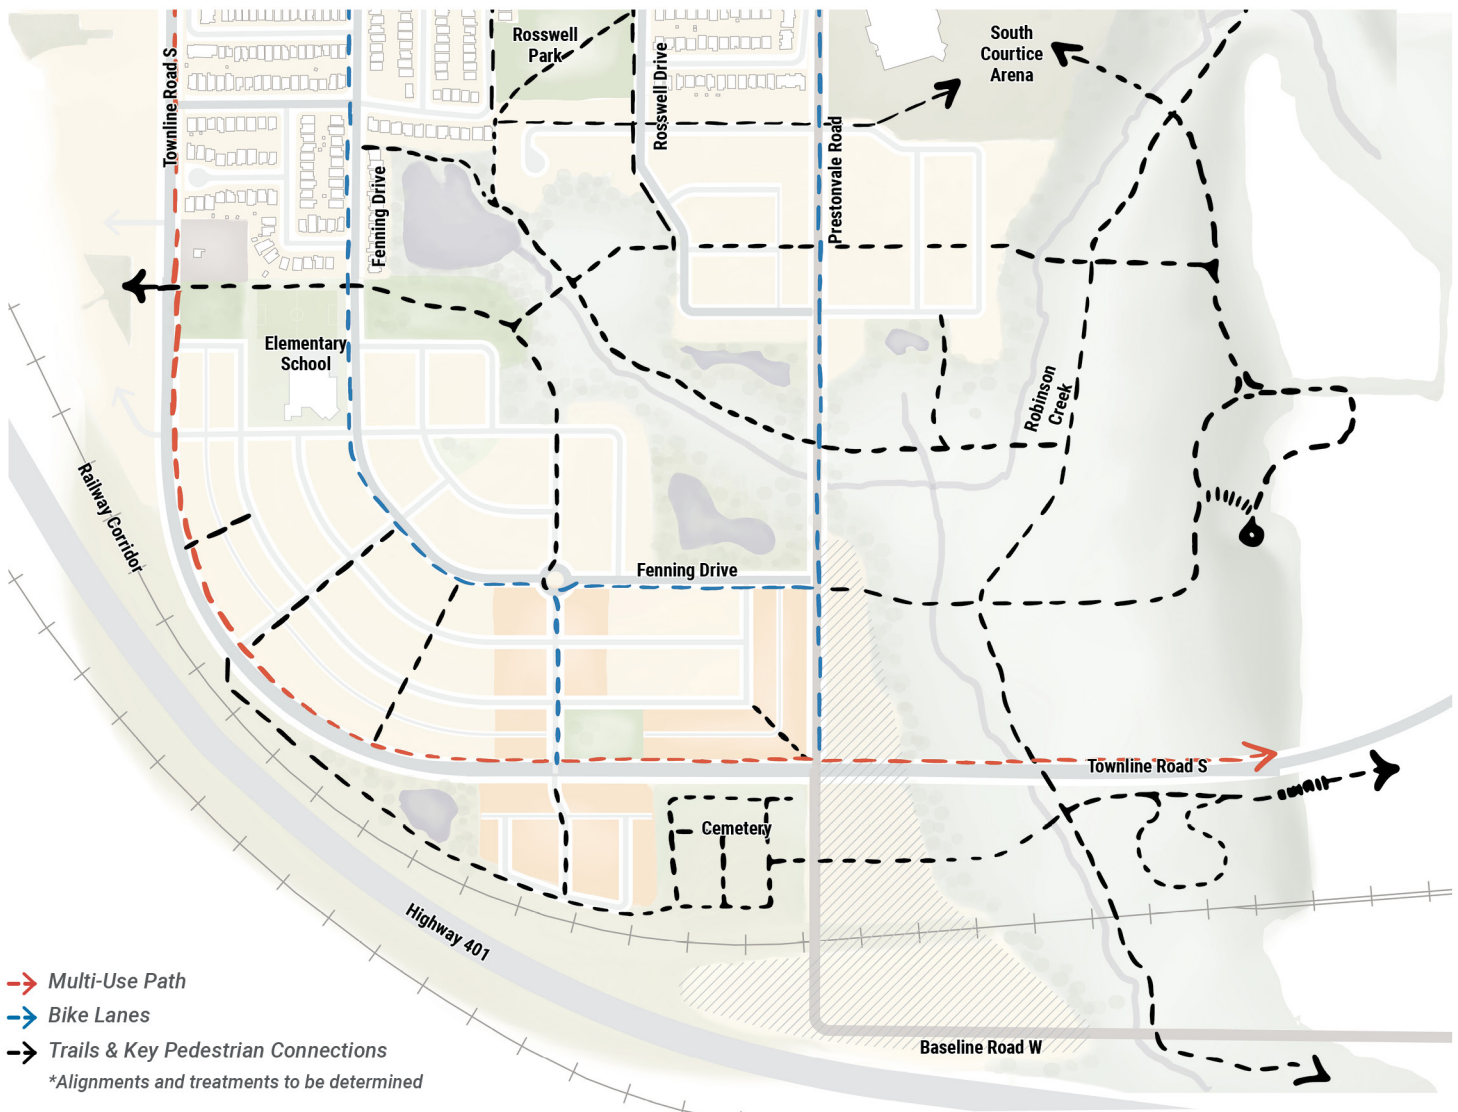 Rosswell
Park
South
Courtice
Arena
Townline Road S
Rosswell Drive
Prestonvale Road
Fenning Drive
Elementary
School
Robinson
Creek
Railway Corridor
Fenning Drive
Townline Road S
Cemetery
Highway 401
Baseline Road W
Multi-Use Path
Bike Lanes
Trails & Key Pedestrian Connections
*Alignments and treatments to be determined